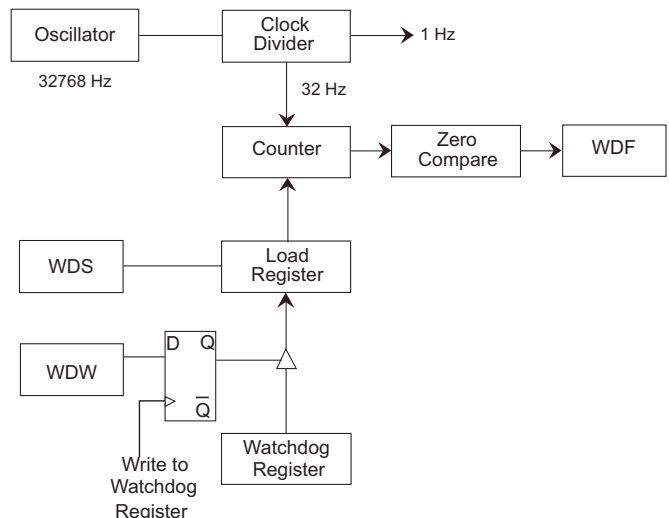 Oscillator
Clock
Divider
1 Hz
32768 Hz
32 Hz
Counter
Zero
Compare
WDF
WDS
Load
Register
WDW
D Q
Q̅
Watchdog
Register
Write to
Watchdog
Register